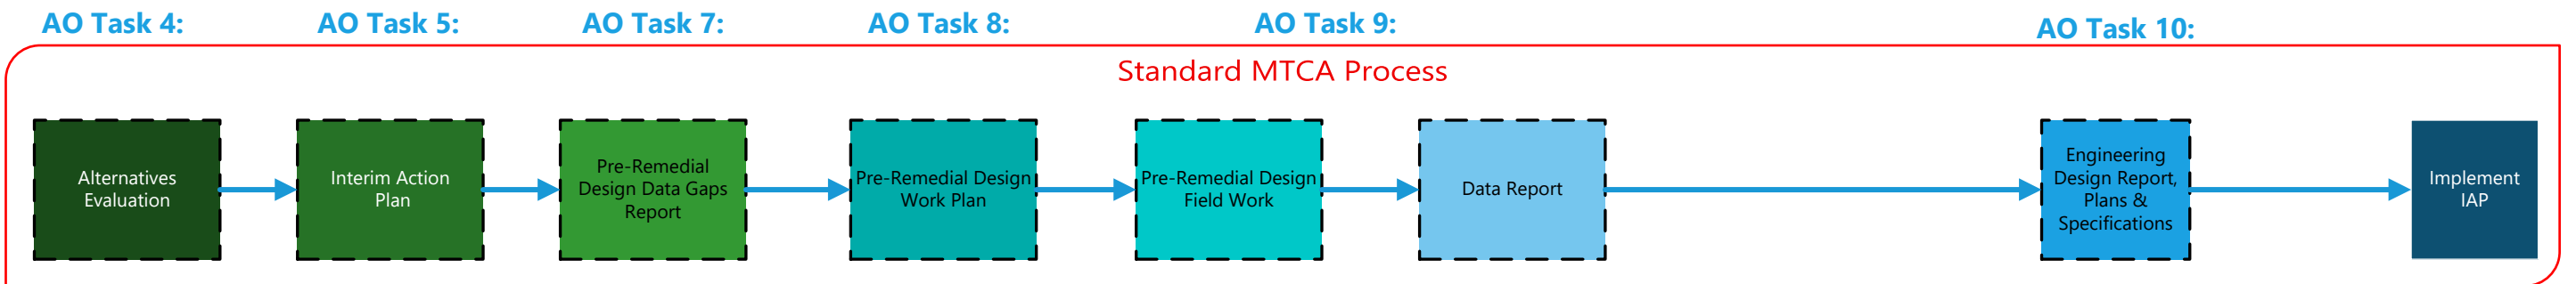 AO Task 4:
AO Task 5:
AO Task 7:
AO Task 8:
AO Task 9:
AO Task 10:
Standard MTCA Process
Alternatives
Evaluation
Interim Action
Plan
Pre-Remedial
Design Data Gaps
Report
Pre-Remedial Design
Work Plan
Pre-Remedial Design
Field Work
Data Report
Engineering
Design Report,
Plans &
Specifications
Implement
IAP